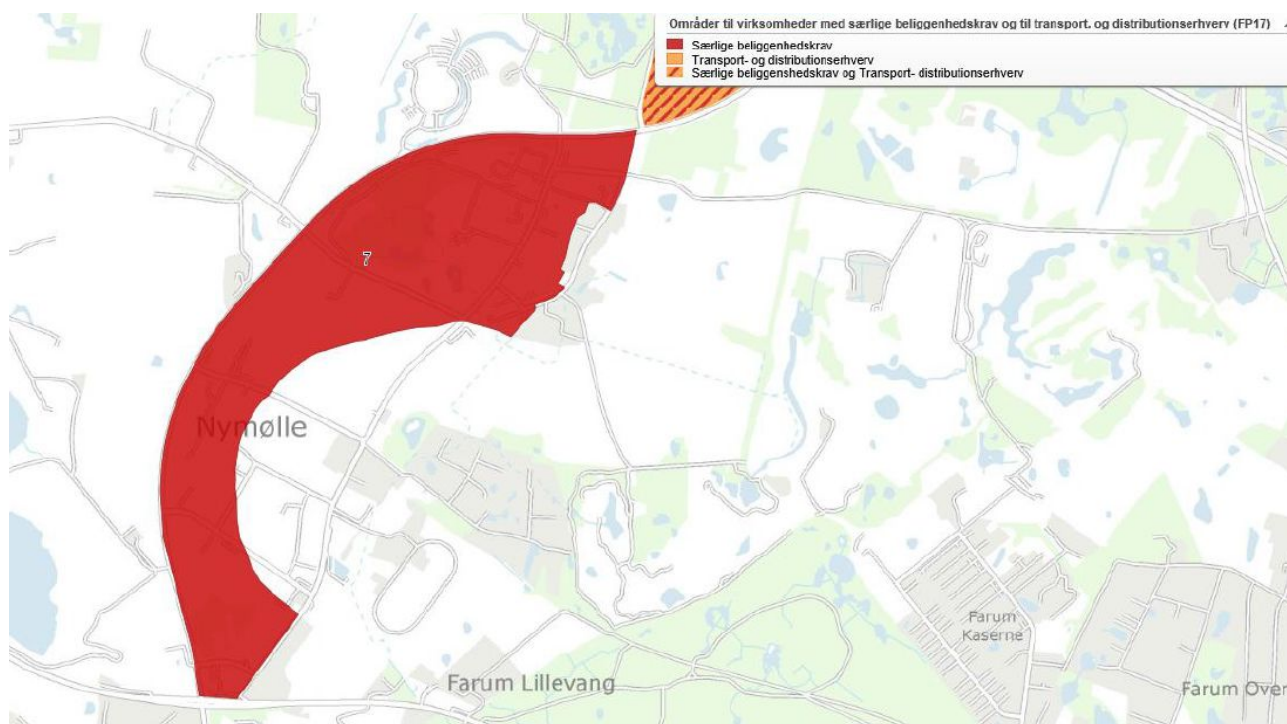 Områder til virksomheder med særlige beliggenhedskrav og til transport. og distributionserhverv (FP17)
Særlige beliggenhedskrav
Transport- og distributionserhverv
Særlige beliggenshedskrav og Transport- distributionserhverv
7
Nymølle
Farum
Kaserne
Farum Lillevang
Farum Over